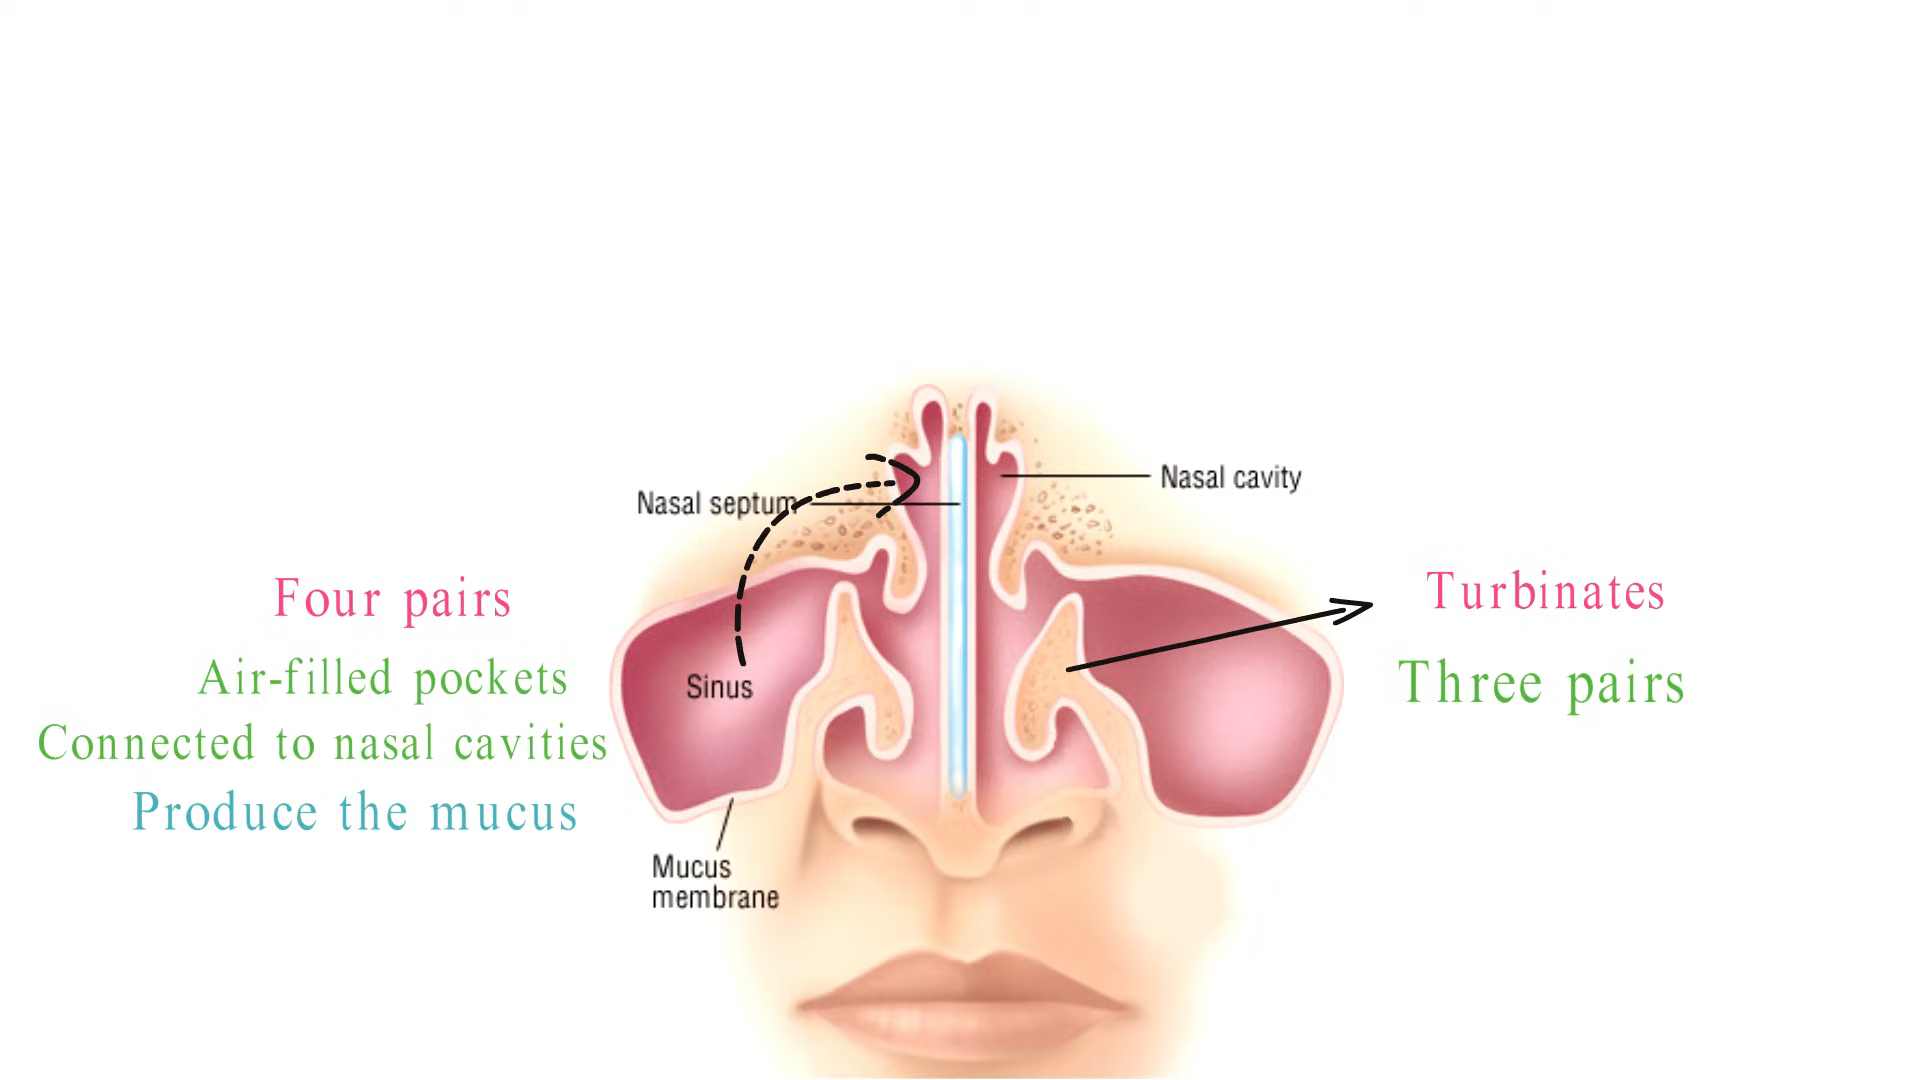 Nasal septum
Nasal cavity
Four pairs
Air-filled pockets
Connected to nasal cavities
Produce the mucus
Sinus
Mucus
membrane
Turbinates
Three pairs